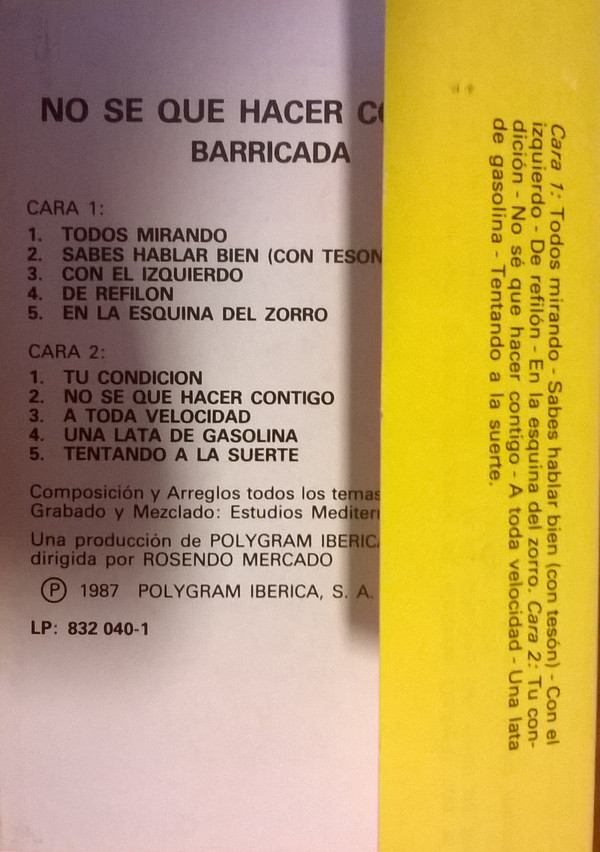 NO SE QUE HACER
BARRICADA
CARA 1:
1. TODOS MIRANDO
2. SABES HABLAR BIEN (CON TESON
3. CON EL IZQUIERDO
4. DE REFILON
5. EN LA ESQUINA DEL ZORRO
CARA 2:
1. TU CONDICION
2. NO SE QUE HACER CONTIGO
3. A TODA VELOCIDAD
4. UNA LATA DE GASOLINA
5. TENTANDO A LA SUERTE
Composición y Arreglos todos los temas
Grabado y Mezclado: Estudios
Una producción de POLYGRAM
dirigida por ROSENDO MERCADO
Ⓟ 1987 POLYGRAM IBERICA, S. A.
LP: 832 040-1
Cara 1: Todos mirando - Sabes hablar bien (con tesón) - Con el
izquierdo - De refilón - En la esquina del zorro. Cara 2: Tu con-
dición - No sé que hacer contigo - A toda velocidad - Una lata
de gasolina - Tentando a la suerte.